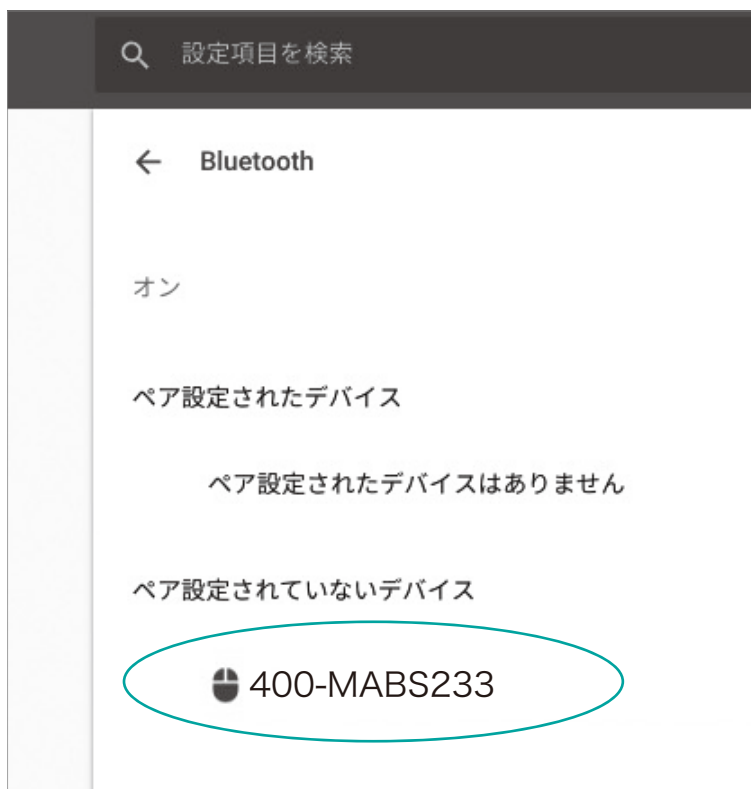 設定項目を検索
Bluetooth
オン
ペア設定されたデバイス
ペア設定されたデバイスはありません
ペア設定されていないデバイス
400-MABS233